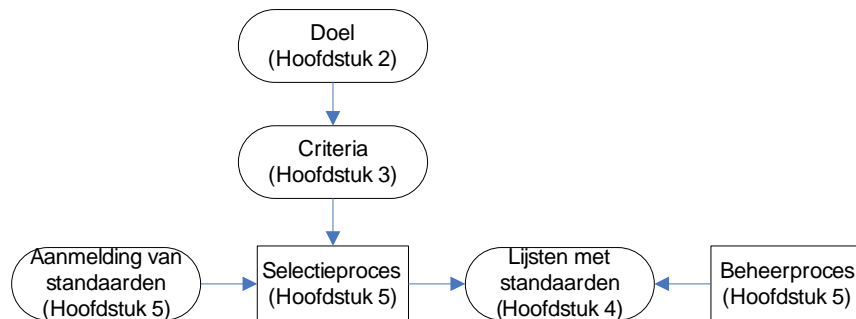 Doel
(Hoofdstuk 2)
Criteria
(Hoofdstuk 3)
Aanmelding van
standaarden
(Hoofdstuk 5)
Selectieproces
(Hoofdstuk 5)
Lijsten met
standaarden
(Hoofdstuk 4)
Beheerproces
(Hoofdstuk 5)